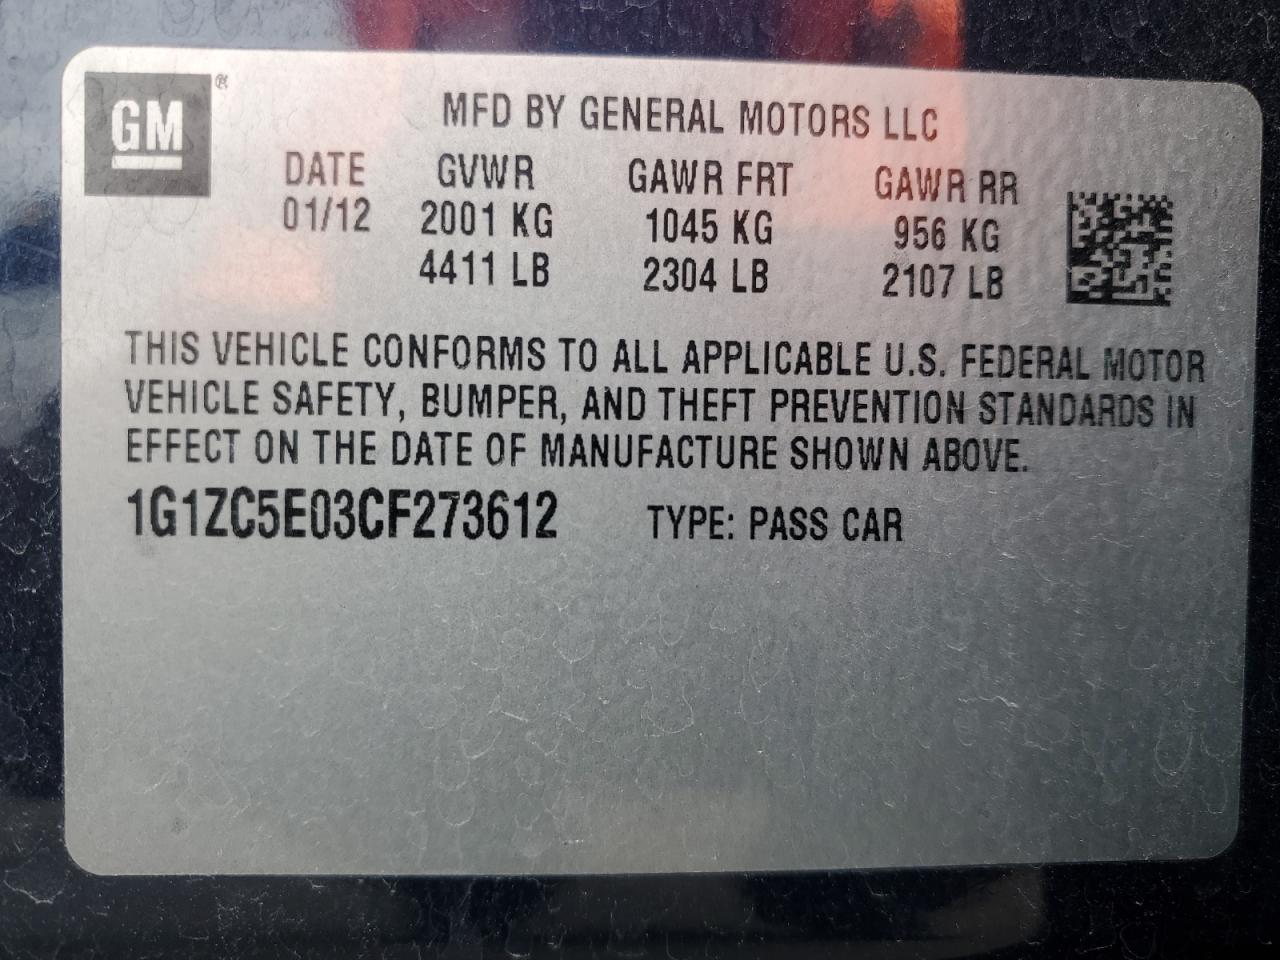 GM®
MFD BY GENERAL MOTORS LLC
DATE GVWR GAWR FRT GAWR RR
01/12 2001 KG 1045 KG 956 KG
4411 LB 2304 LB 2107 LB
THIS VEHICLE CONFORMS TO ALL APPLICABLE U.S. FEDERAL MOTOR
VEHICLE SAFETY, BUMPER, AND THEFT PREVENTION STANDARDS IN
EFFECT ON THE DATE OF MANUFACTURE SHOWN ABOVE.
1G1ZC5E03CF273612 TYPE: PASS CAR